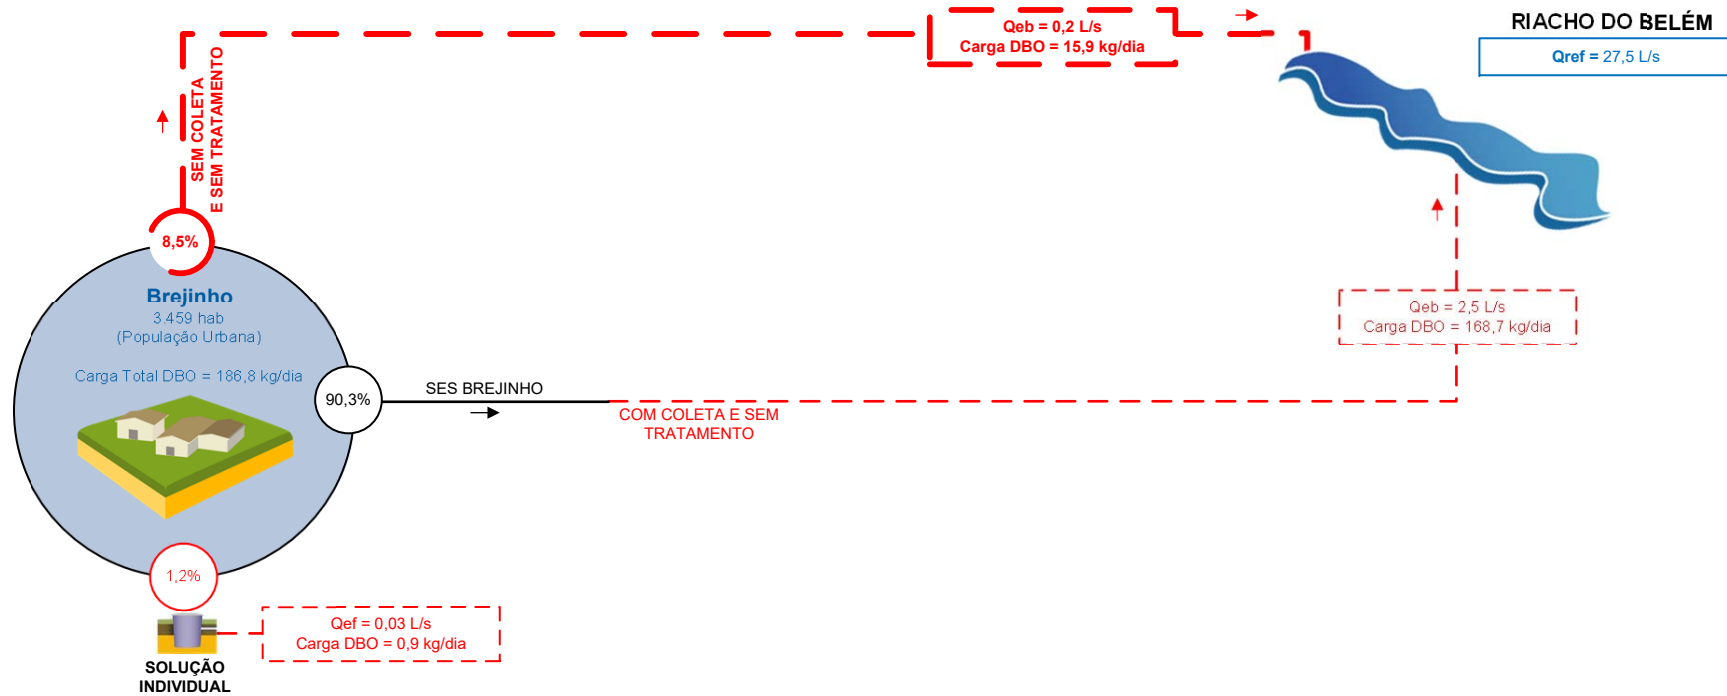 Qeb = 0,2 L/s
Carga DBO = 15,9 kg/dia
RIACHO DO BELÉM
Qref = 27,5 L/s
SEM COLETA
E SEM TRATAMENTO
8,5%
Brejinho
3.459 hab
(População Urbana)
Carga Total DBO = 186,8 kg/dia
90,3%
SES BREJINHO
COM COLETA E SEM
TRATAMENTO
Qeb = 2,5 L/s
Carga DBO = 168,7 kg/dia
1,2%
Qef = 0,03 L/s
Carga DBO = 0,9 kg/dia
SOLUÇÃO
INDIVIDUAL